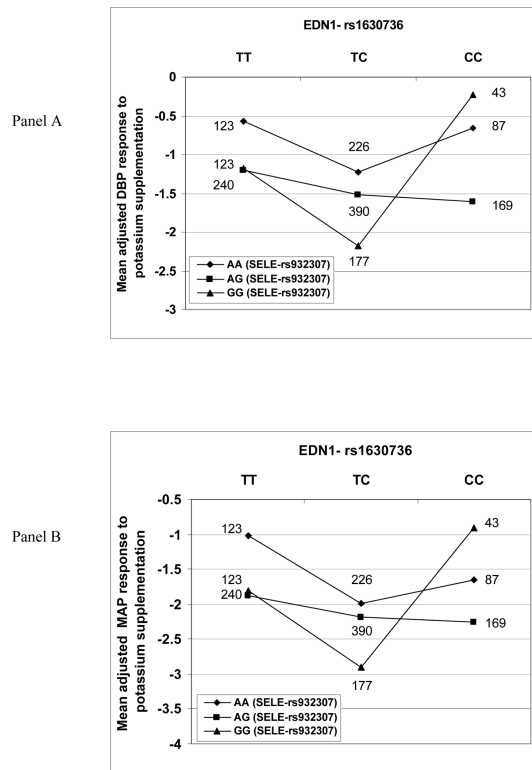 Panel A
EDN1- rs1630736
TT TC CC
Mean adjusted DBP response to
potassium supplementation
0
-0.5
-1
-1.5
-2
-2.5
-3
123
226
87
123
240
390
169
177
43
AA (SELE-rs932307)
AG (SELE-rs932307)
GG (SELE-rs932307)
Panel B
EDN1- rs1630736
TT TC CC
Mean adjusted MAP response to
potassium supplementation
-0.5
-1
-1.5
-2
-2.5
-3
-3.5
-4
123
226
87
123
240
390
169
177
43
AA (SELE-rs932307)
AG (SELE-rs932307)
GG (SELE-rs932307)